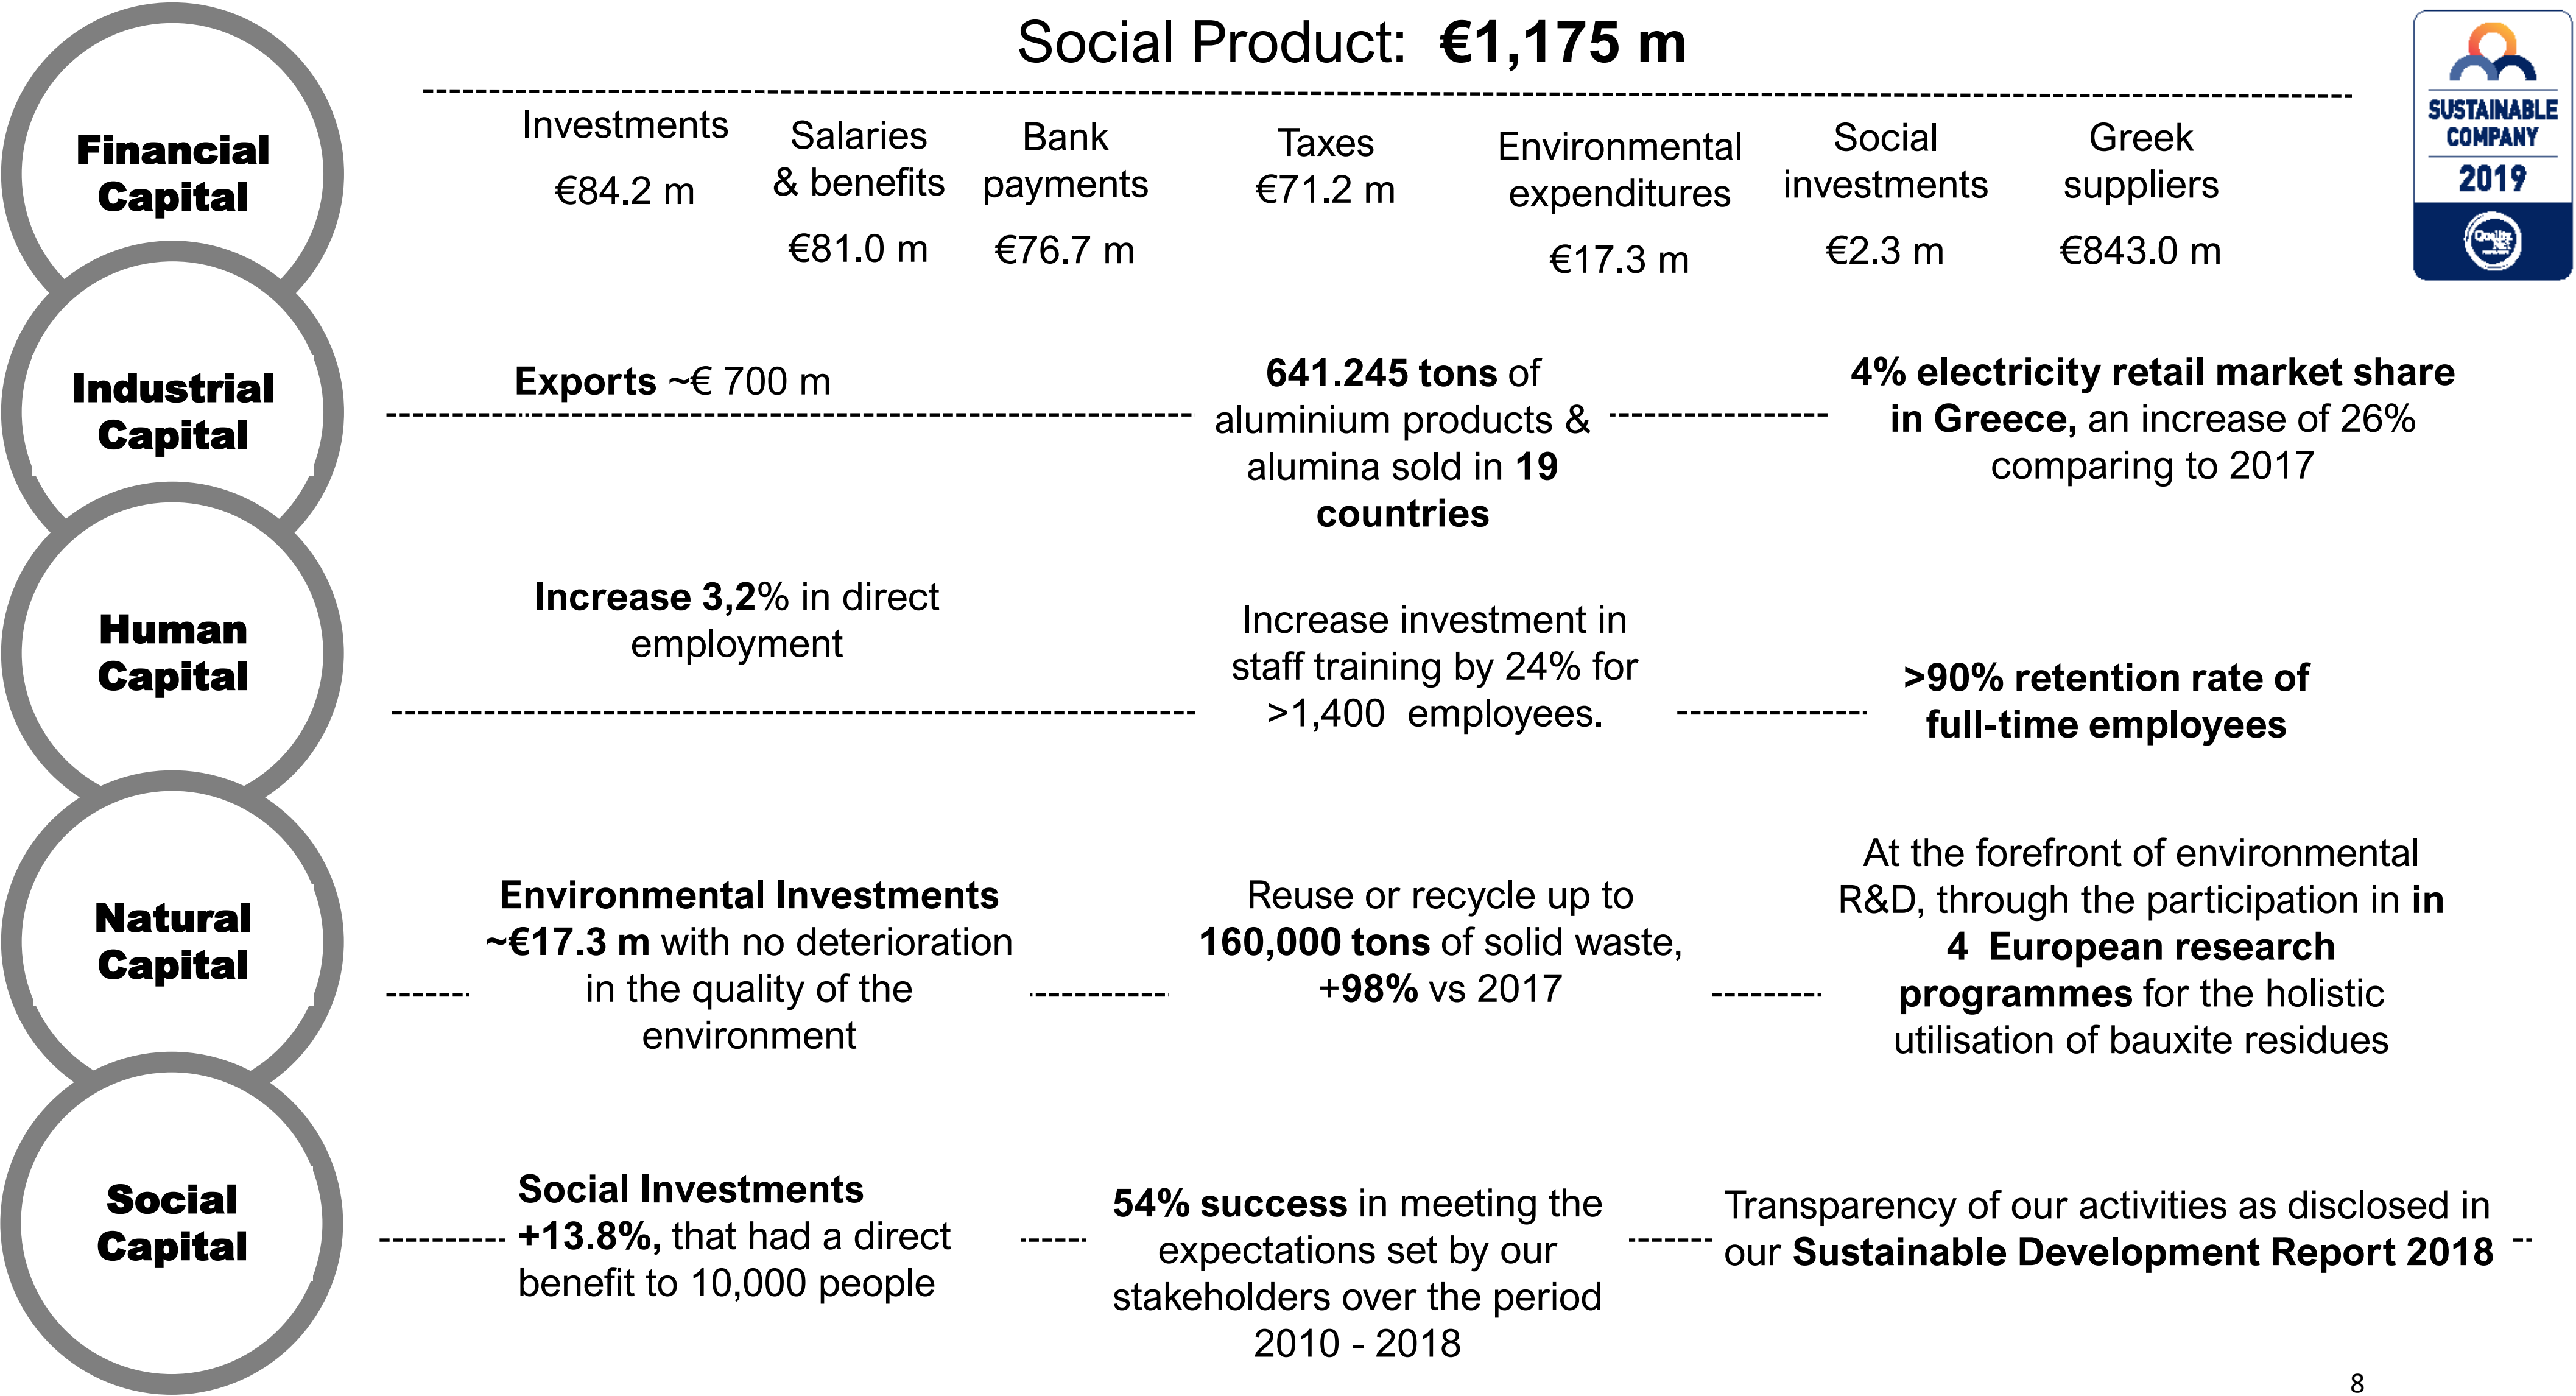 Social Product: €1,175 m
SUSTAINABLE
COMPANY
2019
Financial
Capital
Investments
€84.2 m
Salaries
& benefits
€81.0 m
Bank
payments
€76.7 m
Taxes
€71.2 m
Environmental
expenditures
€17.3 m
Social
investments
€2.3 m
Greek
suppliers
€843.0 m
Industrial
Capital
Exports ~€ 700 m
641.245 tons of
aluminium products &
alumina sold in 19
countries
4% electricity retail market share
in Greece, an increase of 26%
comparing to 2017
Human
Capital
Increase 3,2% in direct
employment
Increase investment in
staff training by 24% for
>1,400 employees.
>90% retention rate of
full-time employees
Natural
Capital
Environmental Investments
~€17.3 m with no deterioration
in the quality of the
environment
Reuse or recycle up to
160,000 tons of solid waste,
+98% vs 2017
At the forefront of environmental
R&D, through the participation in in
4 European research
programmes for the holistic
utilisation of bauxite residues
Social
Capital
Social Investments
+13.8%, that had a direct
benefit to 10,000 people
54% success in meeting the
expectations set by our
stakeholders over the period
2010 - 2018
Transparency of our activities as disclosed in
our Sustainable Development Report 2018
8